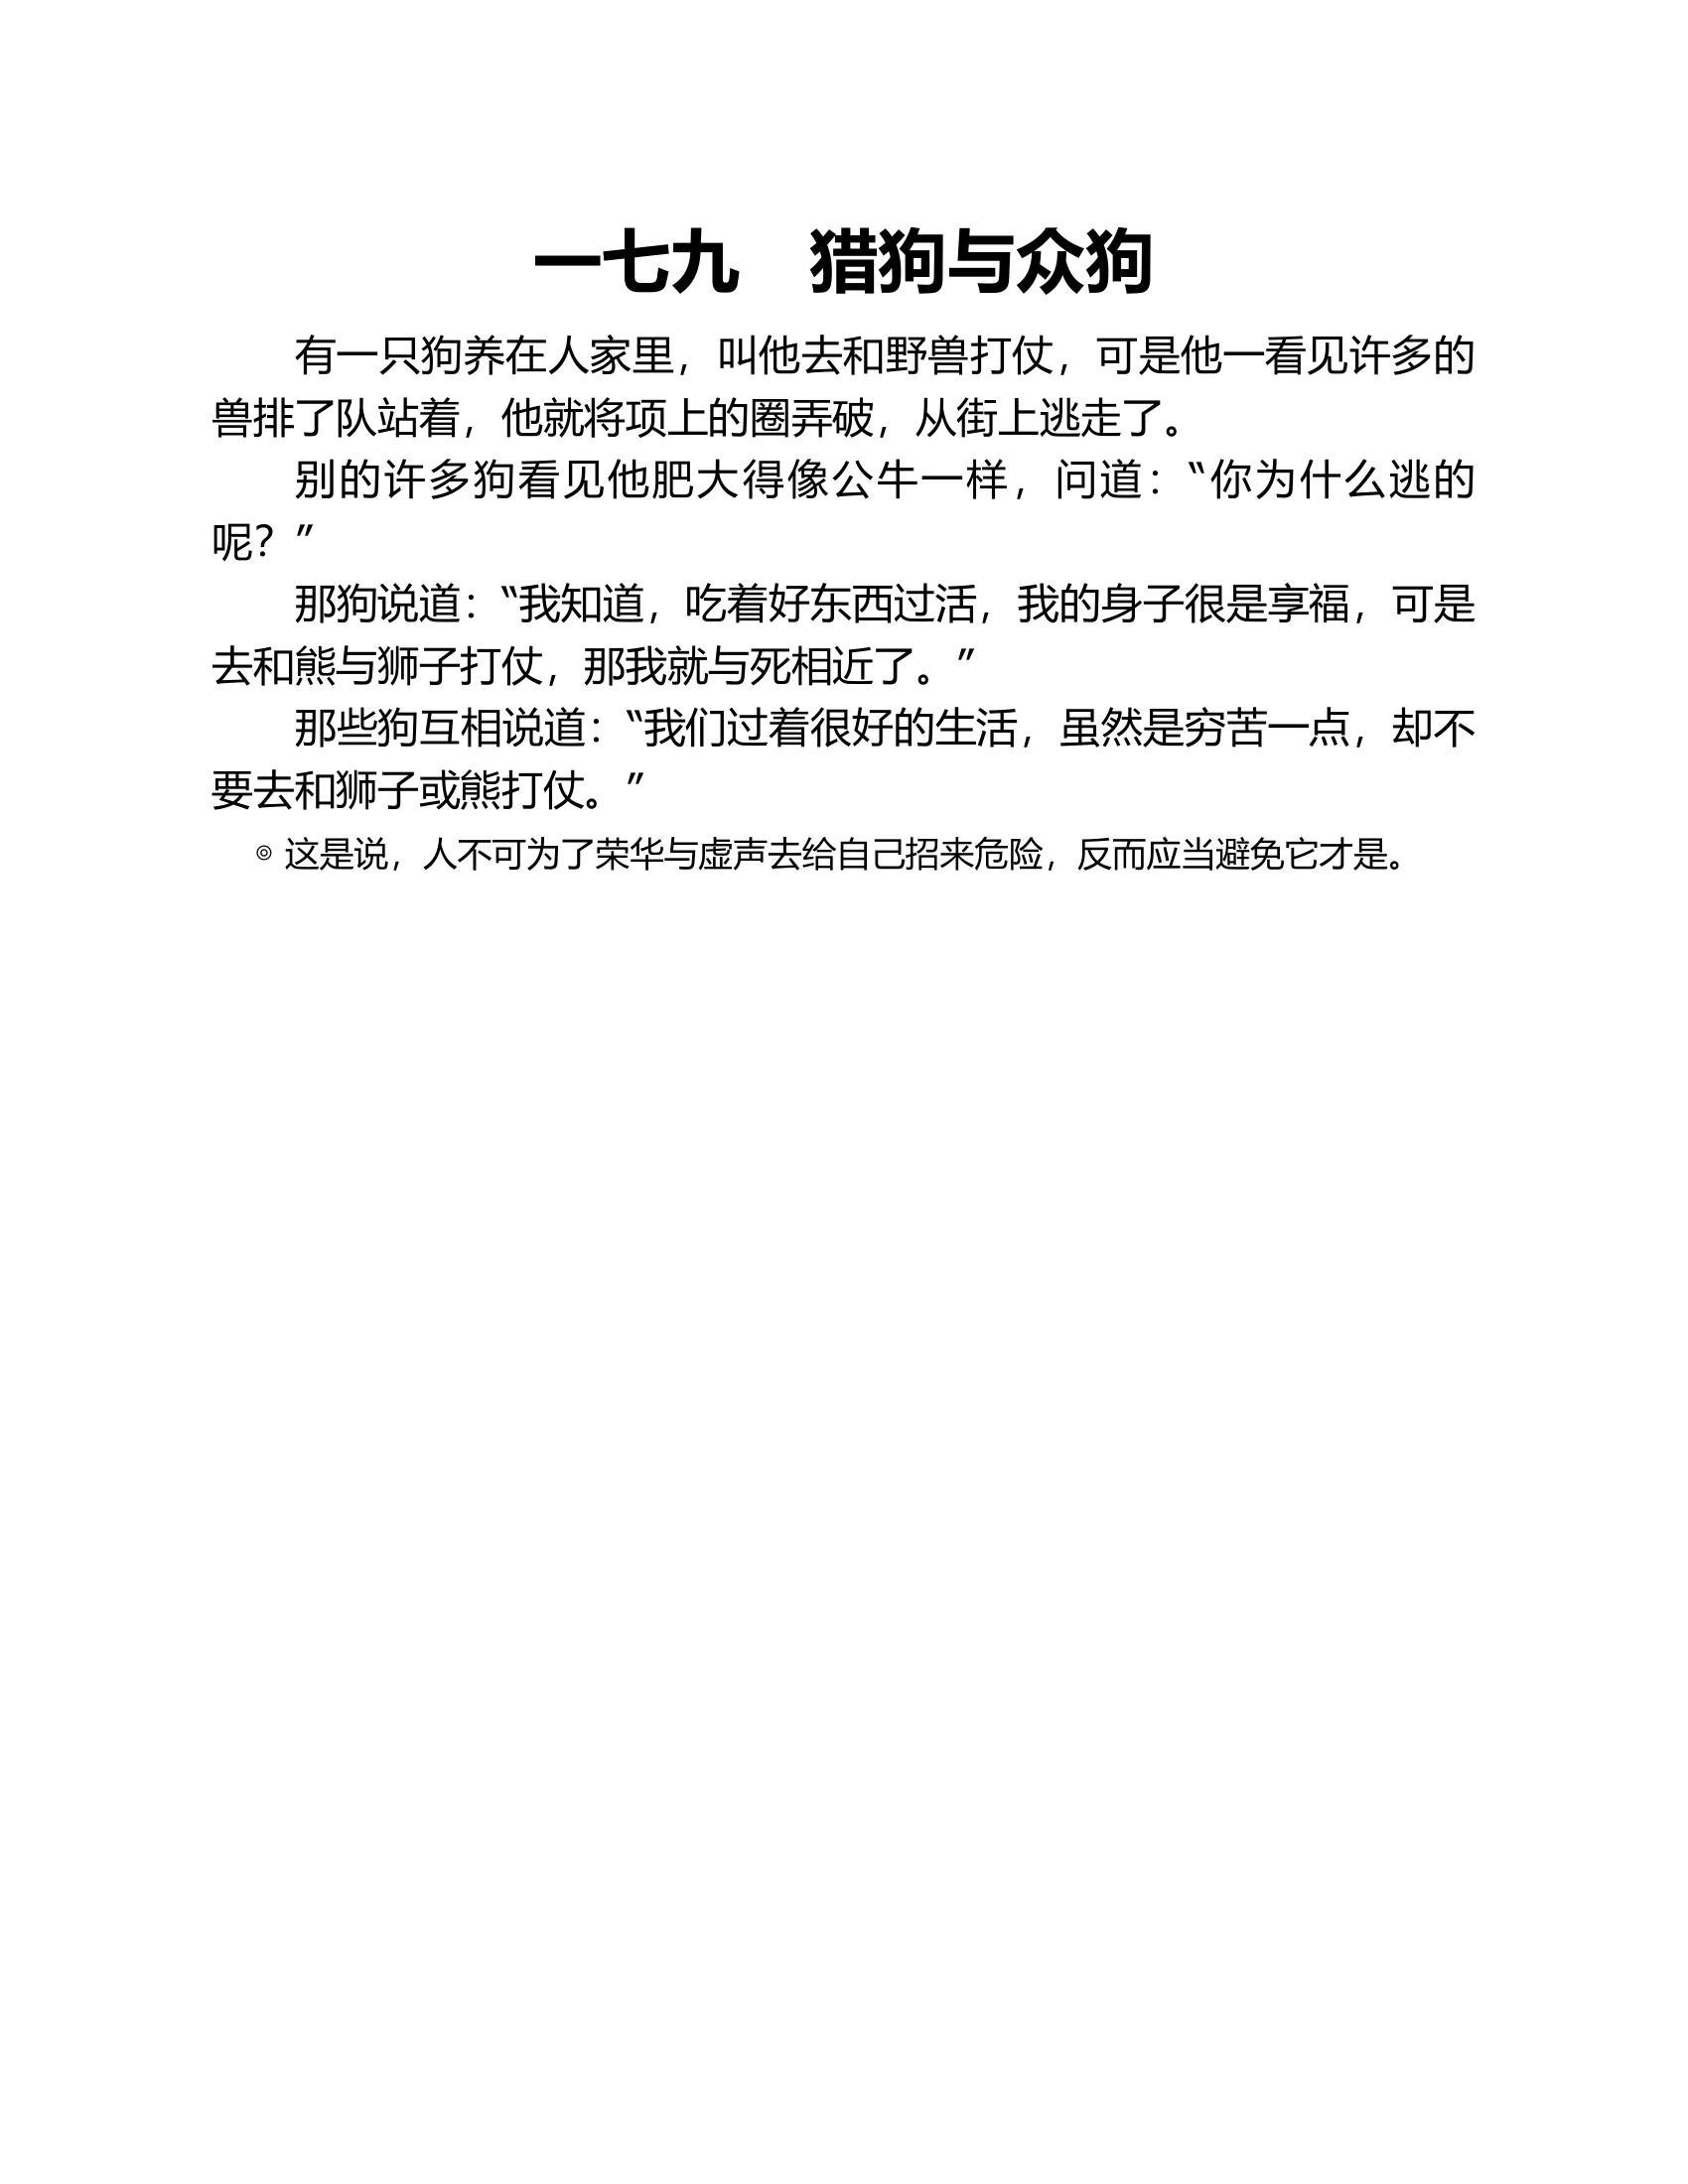 一七九　猎狗与众狗
有一只狗养在人家里，叫他去和野兽打仗，可是他一看见许多的
兽排了队站着，他就将项上的圈弄破，从街上逃走了。
别的许多狗看见他肥大得像公牛一样，问道：“你为什么逃的
呢？”
那狗说道：“我知道，吃着好东西过活，我的身子很是享福，可是
去和熊与狮子打仗，那我就与死相近了。”
那些狗互相说道：“我们过着很好的生活，虽然是穷苦一点，却不
要去和狮子或熊打仗。”
◎ 这是说，人不可为了荣华与虚声去给自己招来危险，反而应当避免它才是。